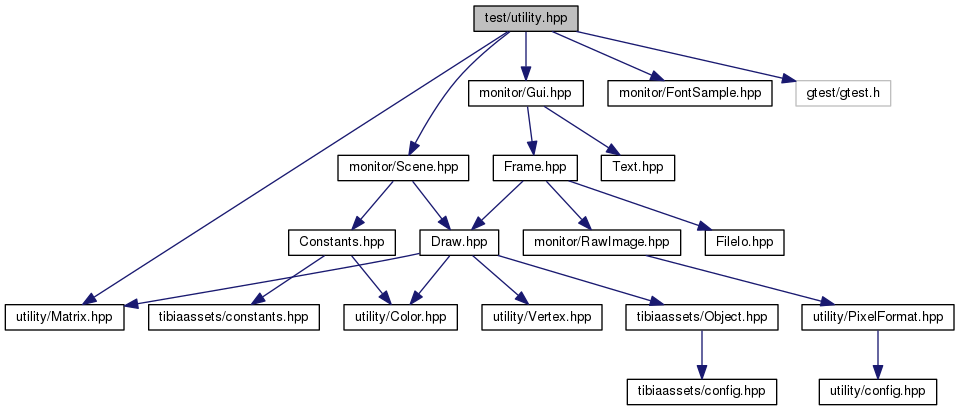 test/utility.hpp
monitor/Gui.hpp
monitor/FontSample.hpp
gtest/gtest.h
monitor/Scene.hpp
Frame.hpp
Text.hpp
Constants.hpp
Draw.hpp
monitor/RawImage.hpp
FileIo.hpp
utility/Matrix.hpp
tibiaassets/constants.hpp
utility/Color.hpp
utility/Vertex.hpp
tibiaassets/Object.hpp
utility/PixelFormat.hpp
tibiaassets/config.hpp
utility/config.hpp